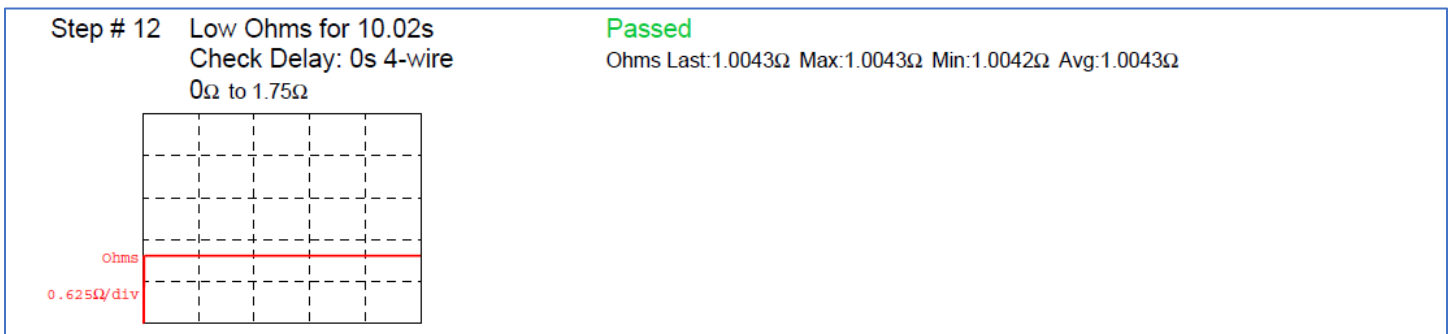 Step # 12 Low Ohms for 10.02s Passed
Check Delay: 0s 4-wire Ohms Last:1.0043Ω Max:1.0043Ω Min:1.0042Ω Avg:1.0043Ω
0Ω to 1.75Ω
Ohms
0.625Ω/div